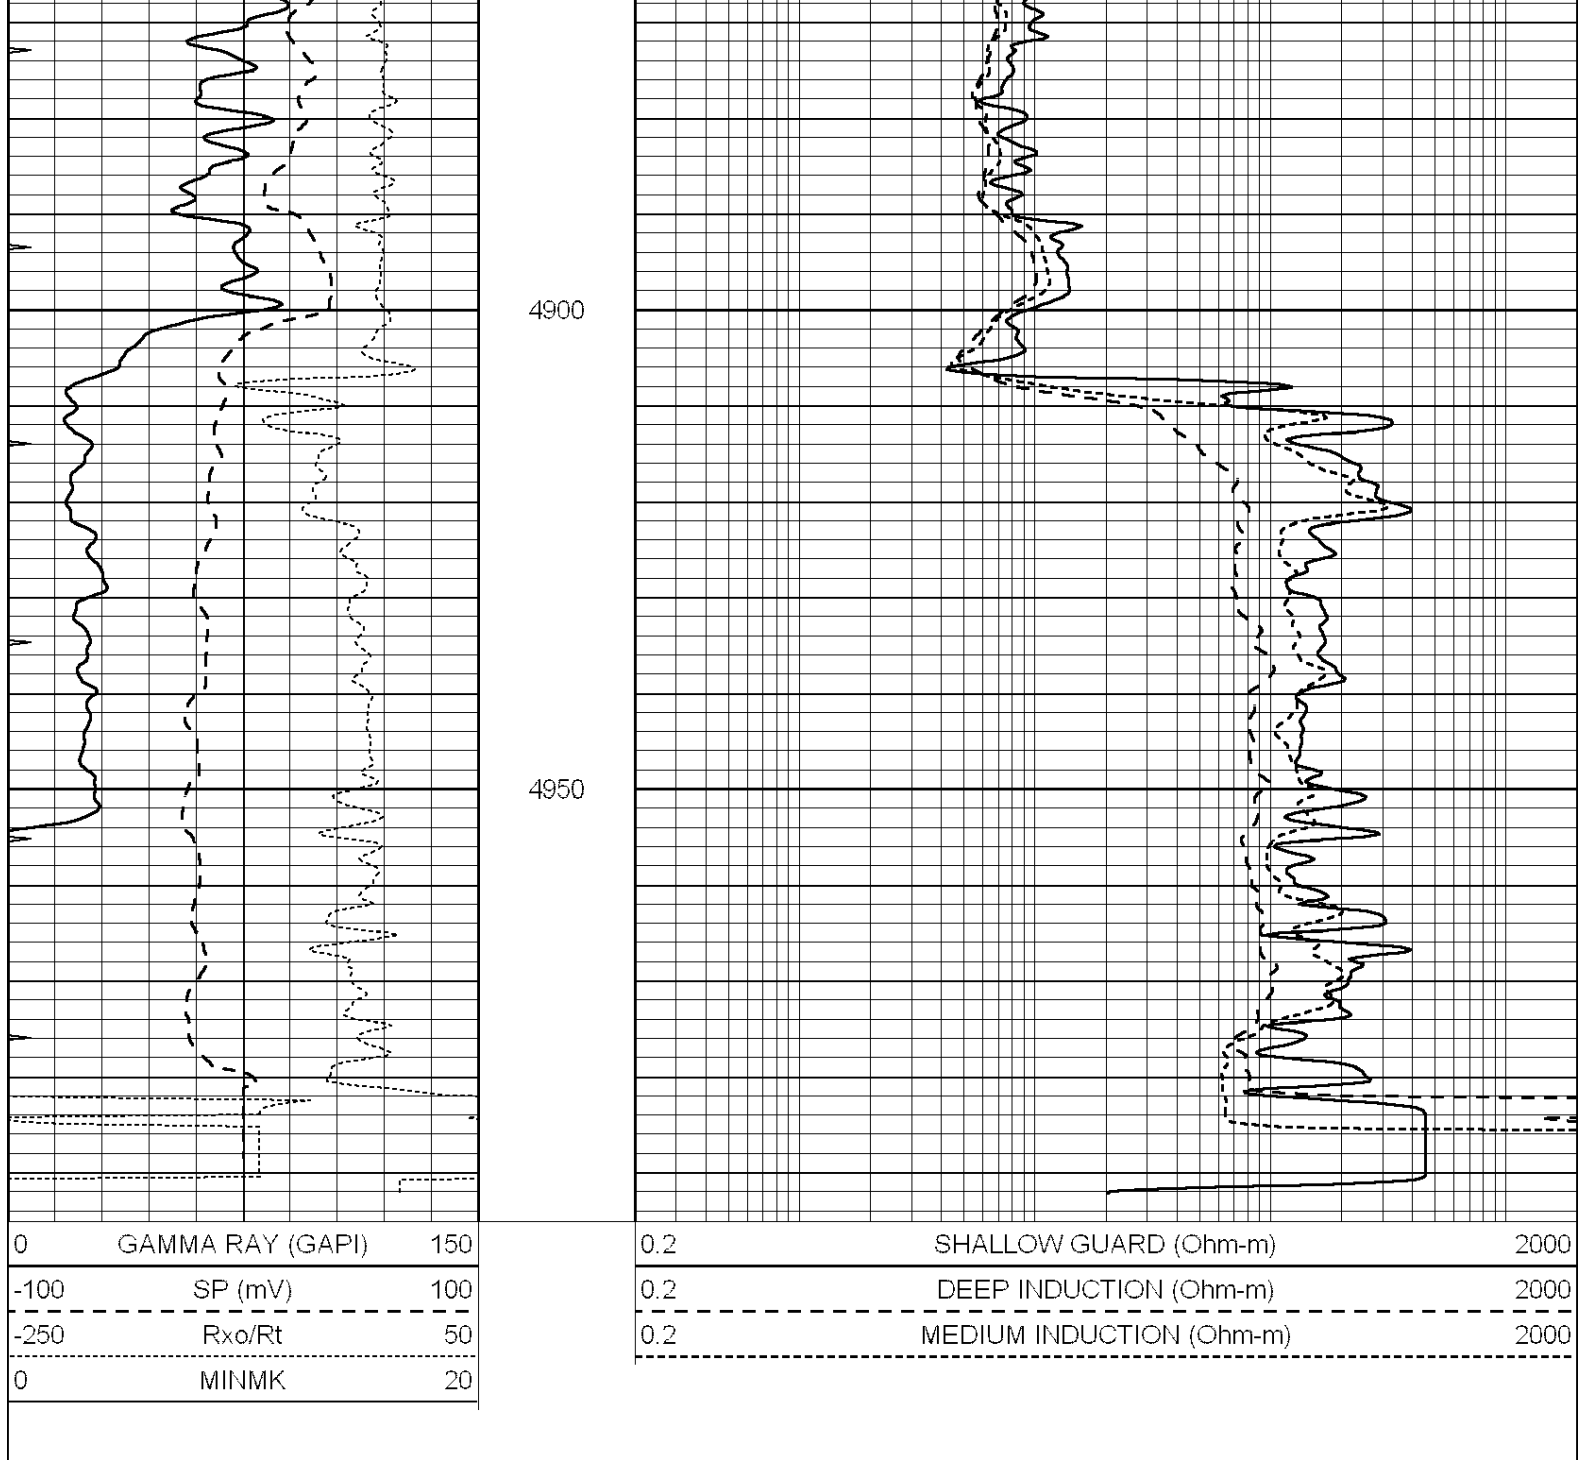 4900
4950
0 GAMMA RAY (GAPI) 150
-100 SP (mV) 100
-250 Rxo/Rt 50
0 MINMK 20
0.2 SHALLOW GUARD (Ohm-m) 2000
0.2 DEEP INDUCTION (Ohm-m) 2000
0.2 MEDIUM INDUCTION (Ohm-m) 2000